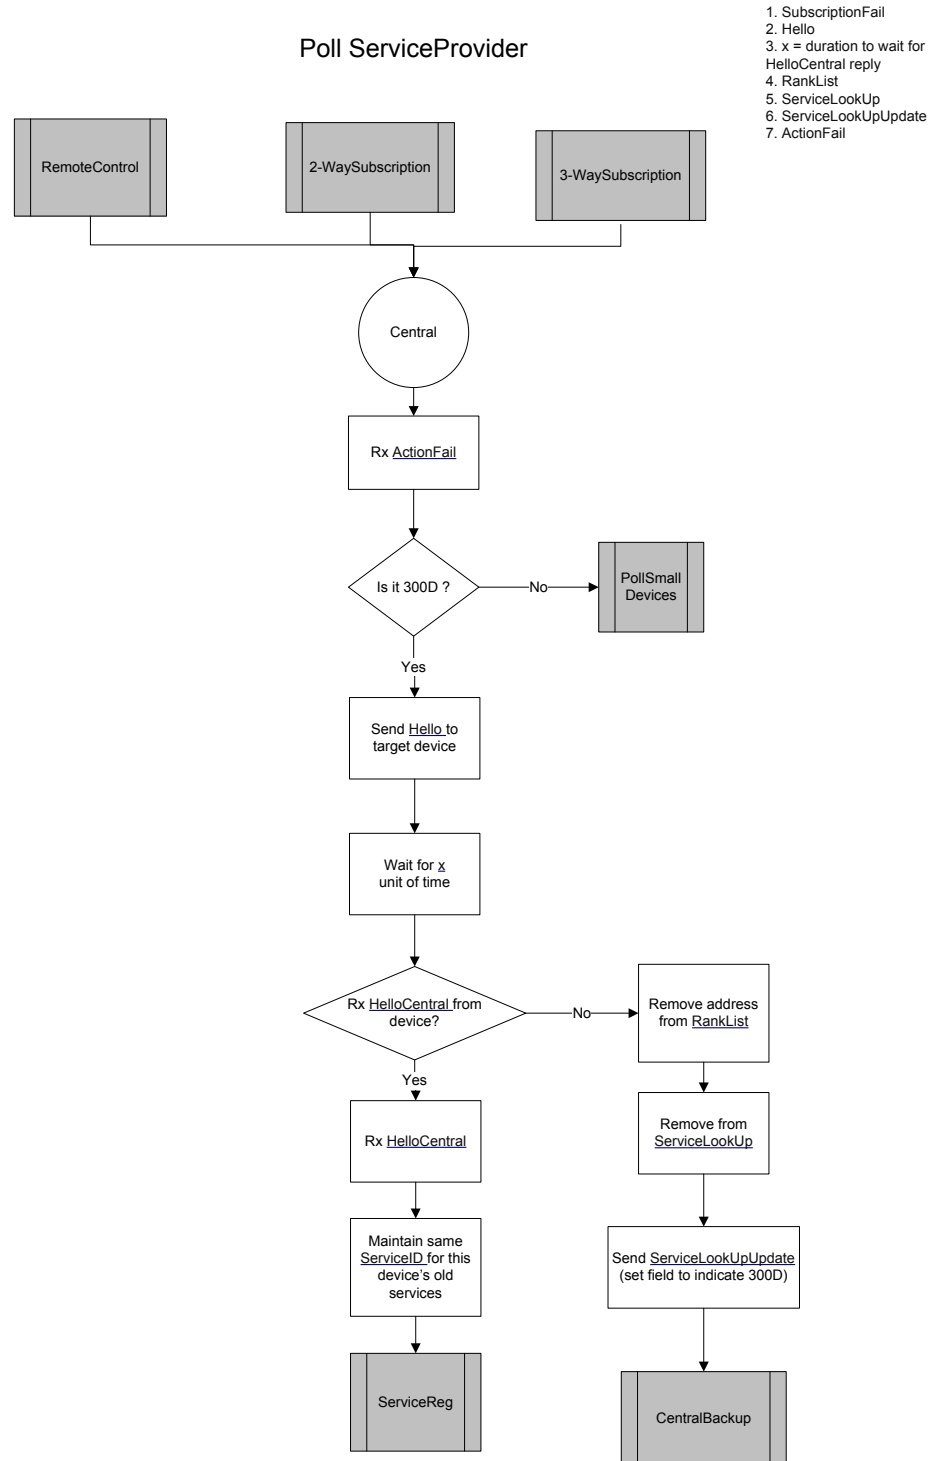 1. SubscriptionFail
2. Hello
3. x = duration to wait for
HelloCentral reply
4. RankList
5. ServiceLookUp
6. ServiceLookUpUpdate
7. ActionFail
Poll ServiceProvider
RemoteControl
2-WaySubscription
3-WaySubscription
Central
Rx ActionFail
Is it 300D ?
No
PollSmall
Devices
Yes
Send Hello to
target device
Wait for x
unit of time
Rx HelloCentral from
device?
No
Remove address
from RankList
Yes
Rx HelloCentral
Remove from
ServiceLookUp
Maintain same
ServiceID for this
device's old
services
Send ServiceLookUpUpdate
(set field to indicate 300D)
ServiceReg
CentralBackup